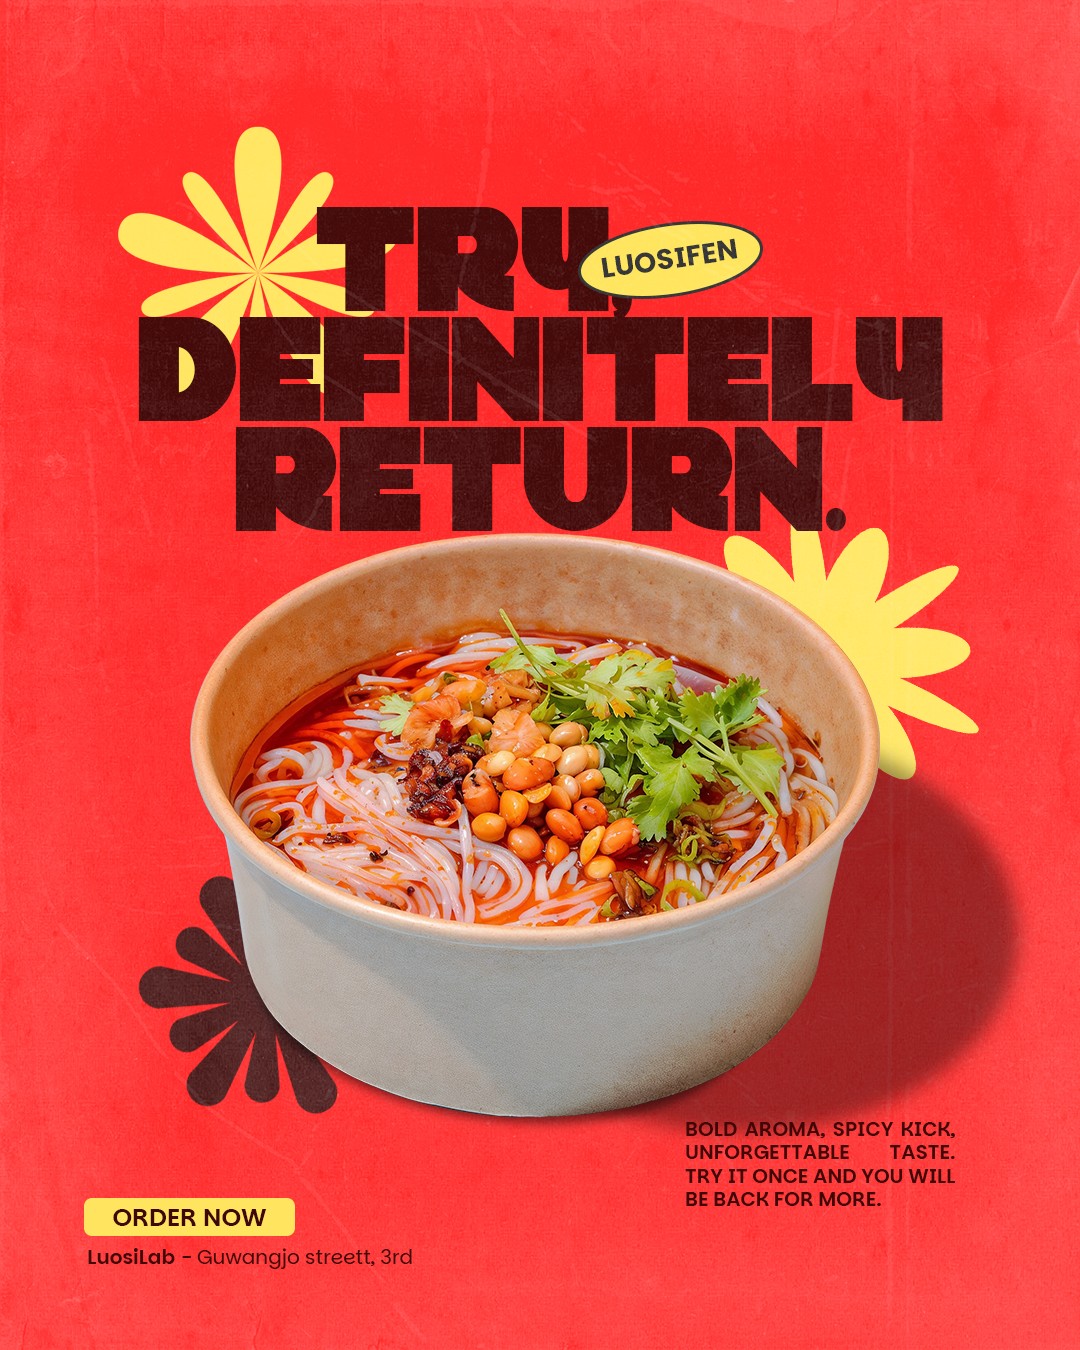 TRY,
LUOSIFEN
DEFINITELY
RETURN.
BOLD AROMA, SPICY KICK,
UNFORGETTABLE TASTE.
TRY IT ONCE AND YOU WILL
BE BACK FOR MORE.
ORDER NOW
LuosiLab - Guwangjo streett, 3rd